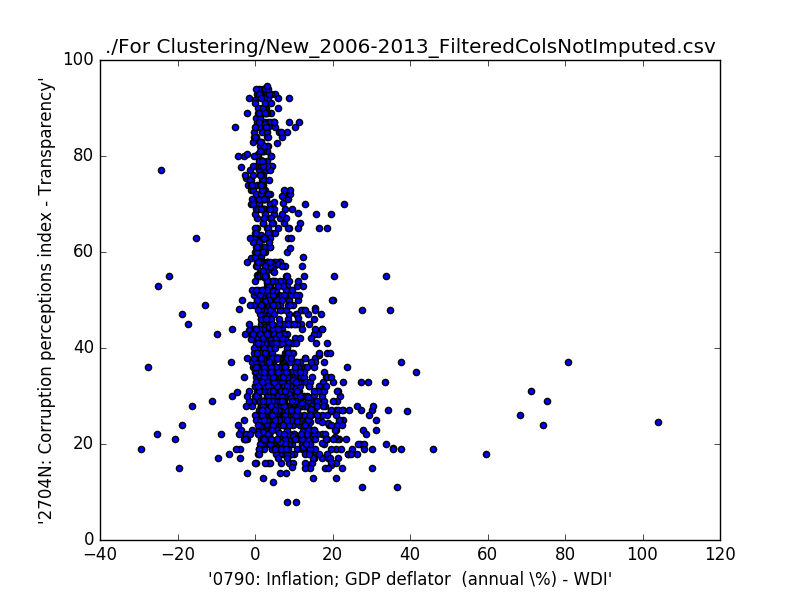 ./For Clustering/New_2006-2013_FilteredColsNotImputed.csv
'2704N: Corruption perceptions index - Transparency'
100
80
60
40
20
0
−40 −20 0 20 40 60 80 100 120
'0790: Inflation; GDP deflator  (annual \%) - WDI'